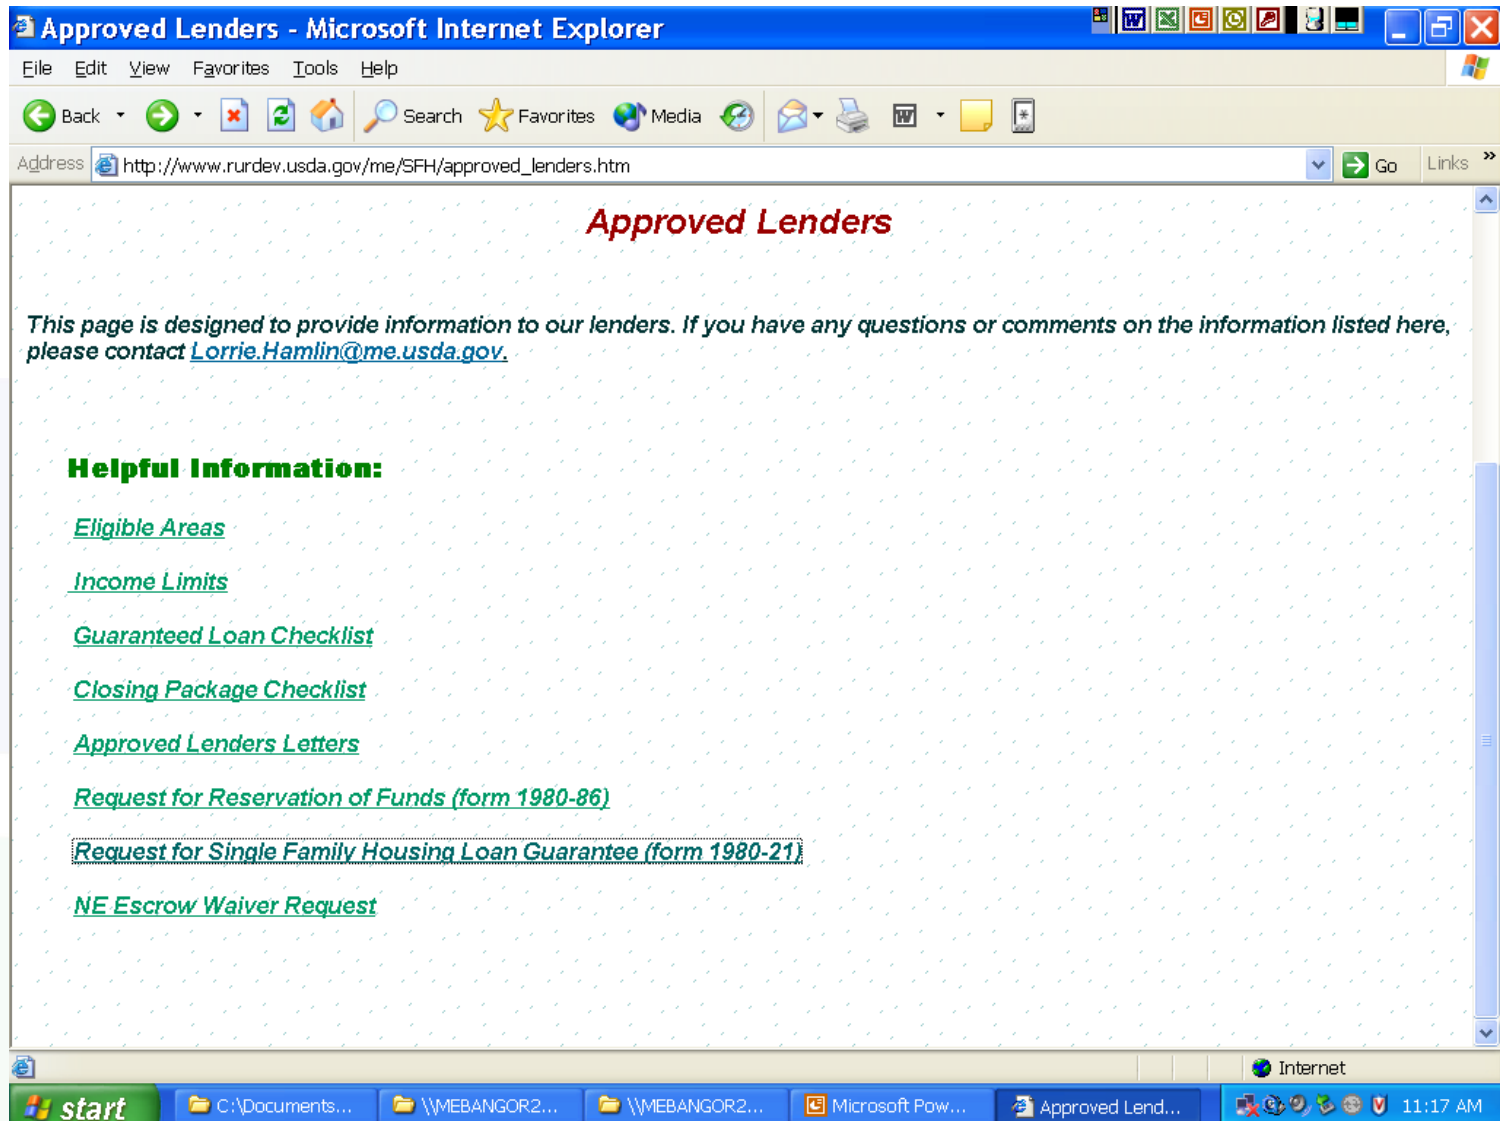 Approved Lenders - Microsoft Internet Explorer
File Edit View Favorites Tools Help
Back Search Favorites Media
Address http://www.rurdev.usda.gov/me/SFH/approved_lenders.htm Go Links »
Approved Lenders
This page is designed to provide information to our lenders. If you have any questions or comments on the information listed here,
please contact Lorrie.Hamlin@me.usda.gov.
Helpful Information:
Eligible Areas
Income Limits
Guaranteed Loan Checklist
Closing Package Checklist
Approved Lenders Letters
Request for Reservation of Funds (form 1980-86)
Request for Single Family Housing Loan Guarantee (form 1980-21)
NE Escrow Waiver Request
Internet
start C:\Documents... \\MEBANGOR2... \\MEBANGOR2... Microsoft Pow... Approved Lend... 11:17 AM